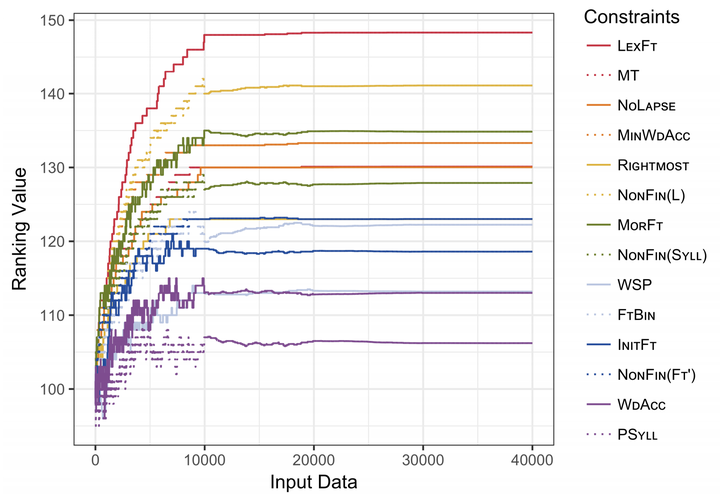 Constraints
LexFt
MT
NoLapse
MinWdAcc
Rightmost
NonFin(L)
MorFt
NonFin(Syll)
WSP
FtBin
InitFt
NonFin(Ft')
WdAcc
PSyll
Ranking Value
150
140
130
120
110
100
0 10000 20000 30000 40000
Input Data